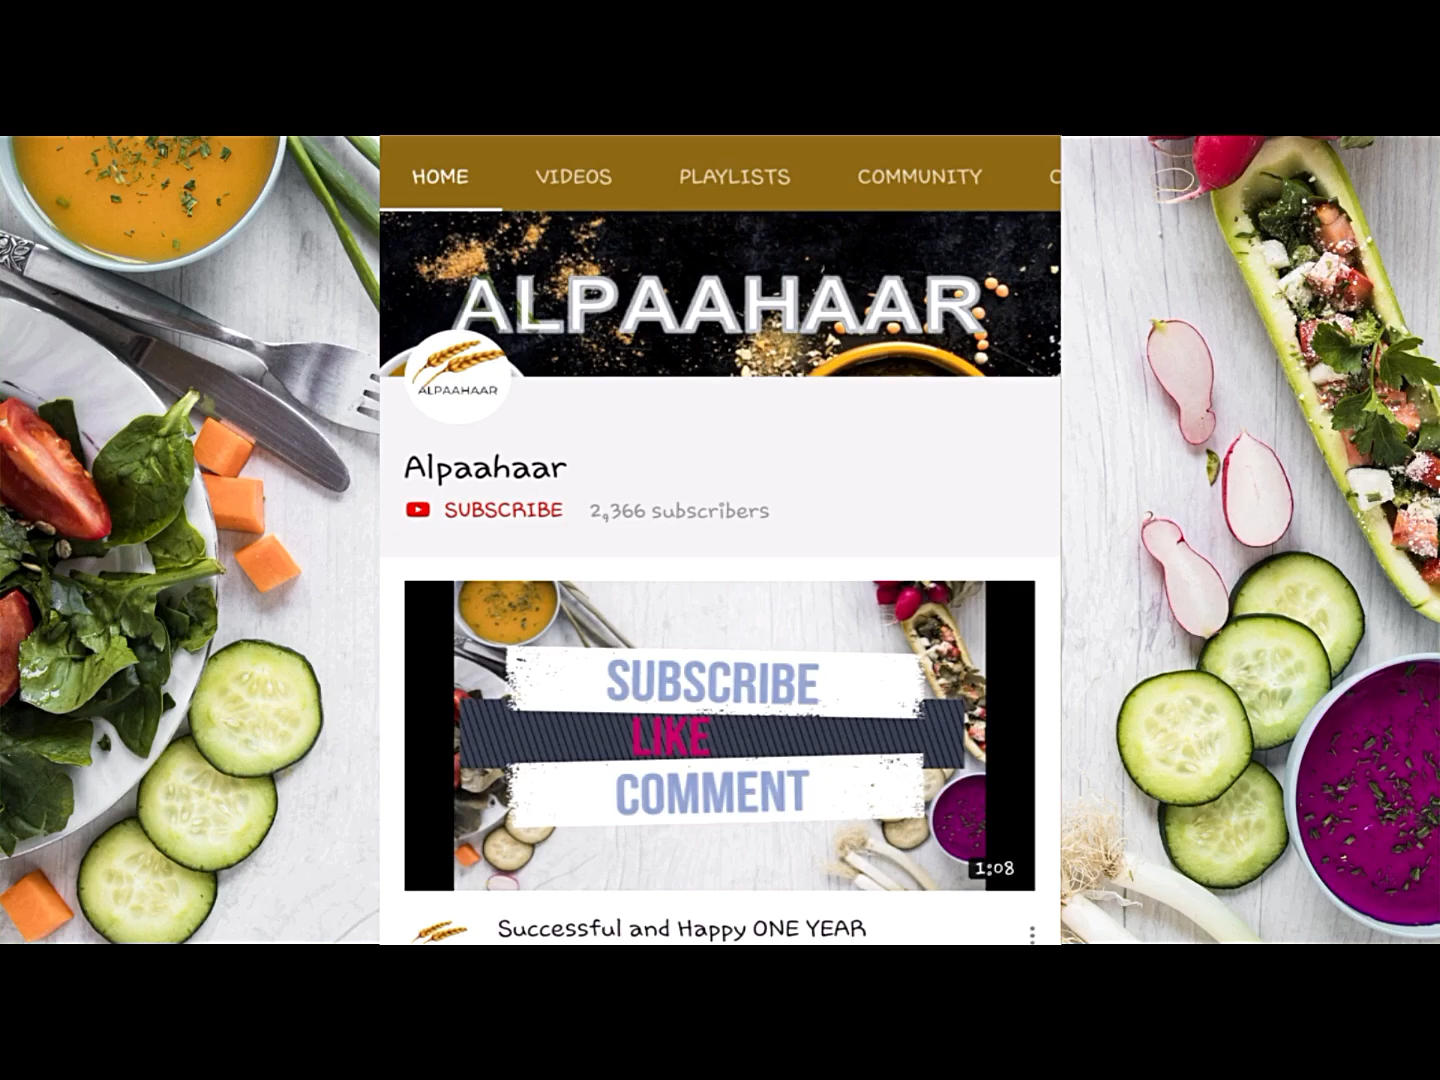 HOME VIDEOS PLAYLISTS COMMUNITY
ALPAAHAAR
ALPAAHAAR
Alpaahaar
SUBSCRIBE 2,366 subscribers
SUBSCRIBE
LIKE
COMMENT
1:08
Successful and Happy ONE YEAR